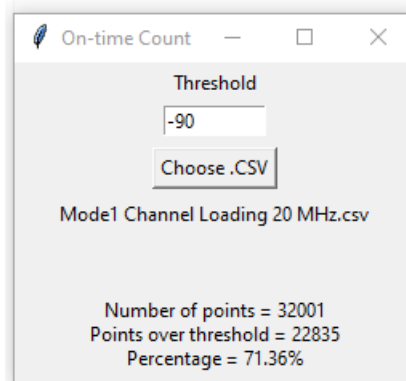 On-time Count
Threshold
-90
Choose .CSV
Mode1 Channel Loading 20 MHz.csv
Number of points = 32001
Points over threshold = 22835
Percentage = 71.36%